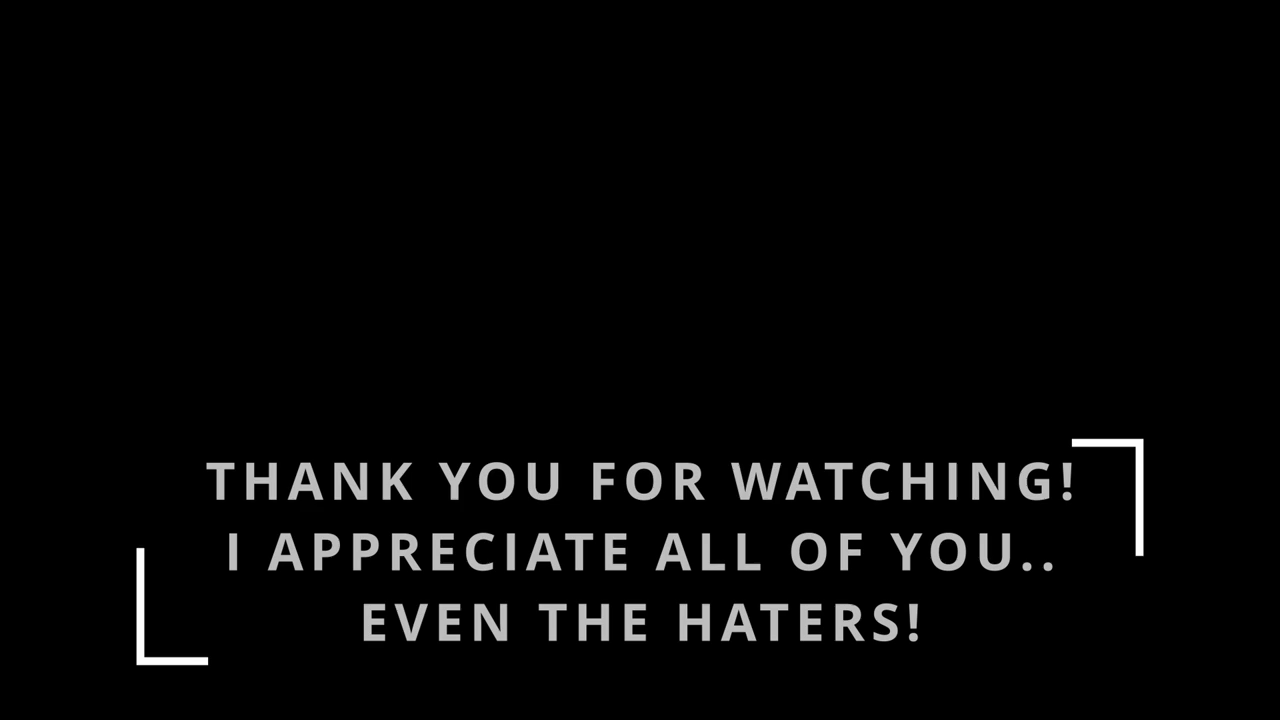 THANK YOU FOR WATCHING!
I APPRECIATE ALL OF YOU..
EVEN THE HATERS!